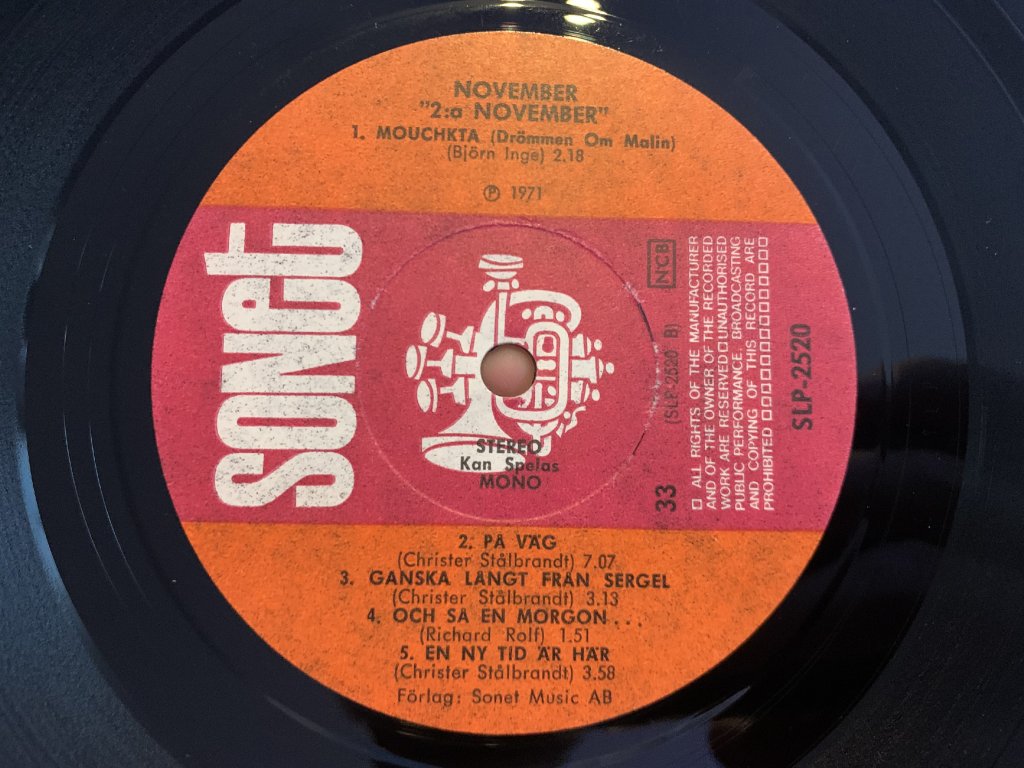 NOVEMBER
"2:a NOVEMBER"
1. MOUCHKTA (Drömmen Om Malin)
(Björn Inge) 2.18
℗ 1971
SONET
NCB
(SLP-2520 B)
□ ALL RIGHTS OF THE MANUFACTURER
AND OF THE OWNER OF THE RECORDED
WORK ARE RESERVED □ UNAUTHORISED
PUBLIC PERFORMANCE, BROADCASTING
AND COPYING OF THIS RECORD ARE
PROHIBITED □□□□□□□□□□□
SLP-2520
33
STEREO
Kan Spelas
MONO
2. PÅ VÄG
(Christer Stålbrandt) 7.07
3. GANSKA LÅNGT FRÅN SERGEL
(Christer Stålbrandt) 3.13
4. OCH SÅ EN MORGON...
(Richard Rolf) 1.51
5. EN NY TID ÄR HÄR
(Christer Stålbrandt) 3.58
Förlag: Sonet Music AB